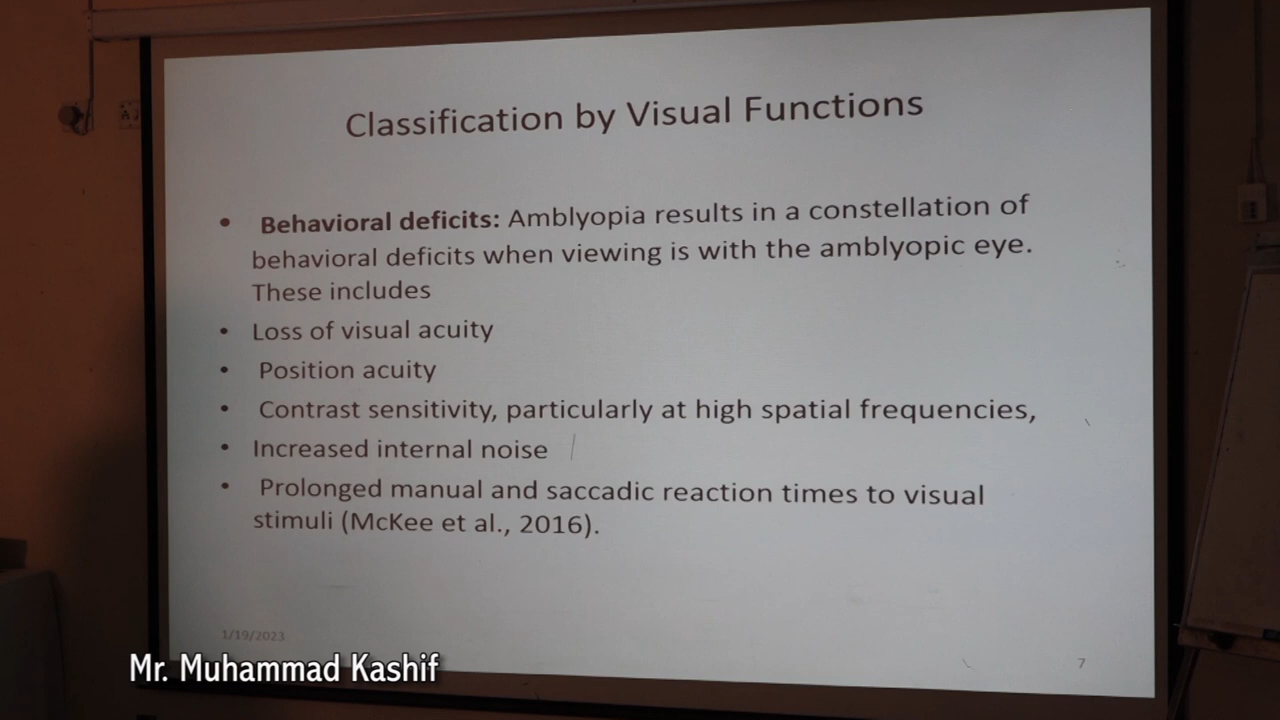 Classification by Visual Functions
• Behavioral deficits: Amblyopia results in a constellation of
behavioral deficits when viewing is with the amblyopic eye.
These includes
• Loss of visual acuity
• Position acuity
• Contrast sensitivity, particularly at high spatial frequencies,
• Increased internal noise
• Prolonged manual and saccadic reaction times to visual
stimuli (McKee et al., 2016).
1/19/2023
7
Mr. Muhammad Kashif